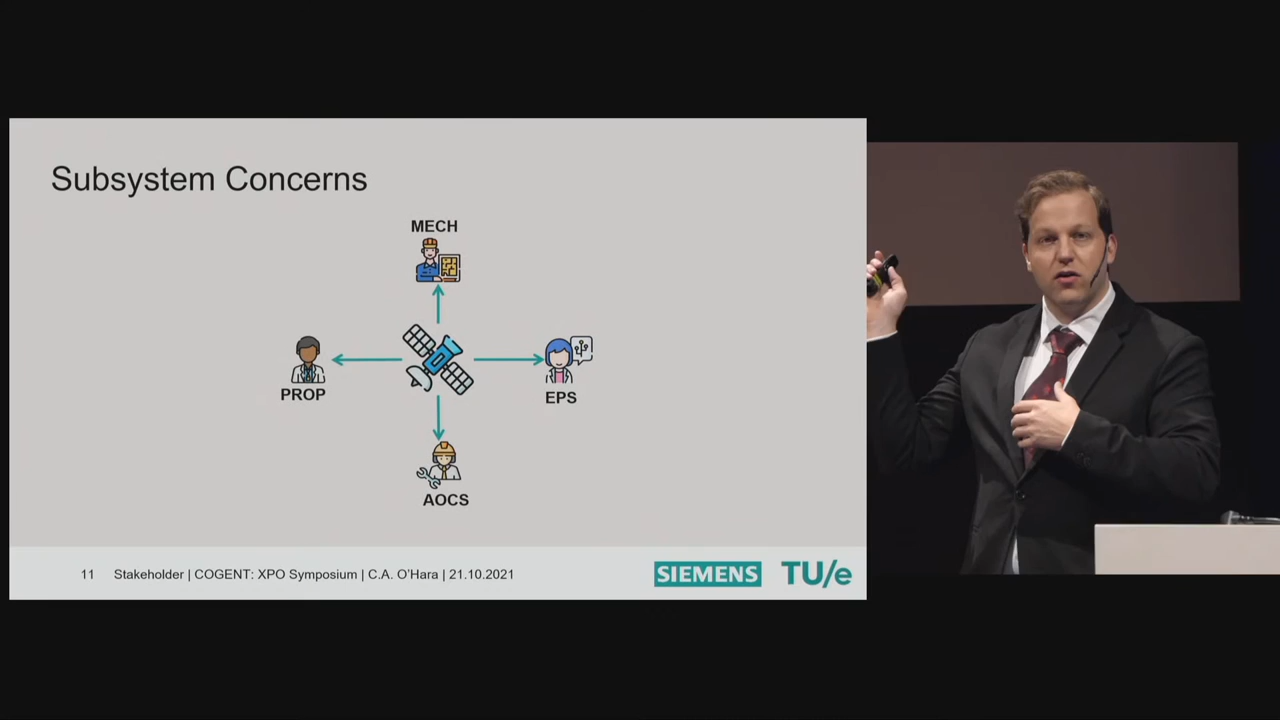 Subsystem Concerns
MECH
PROP
EPS
AOCS
11 Stakeholder | COGENT: XPO Symposium | C.A. O'Hara | 21.10.2021
SIEMENS TU/e